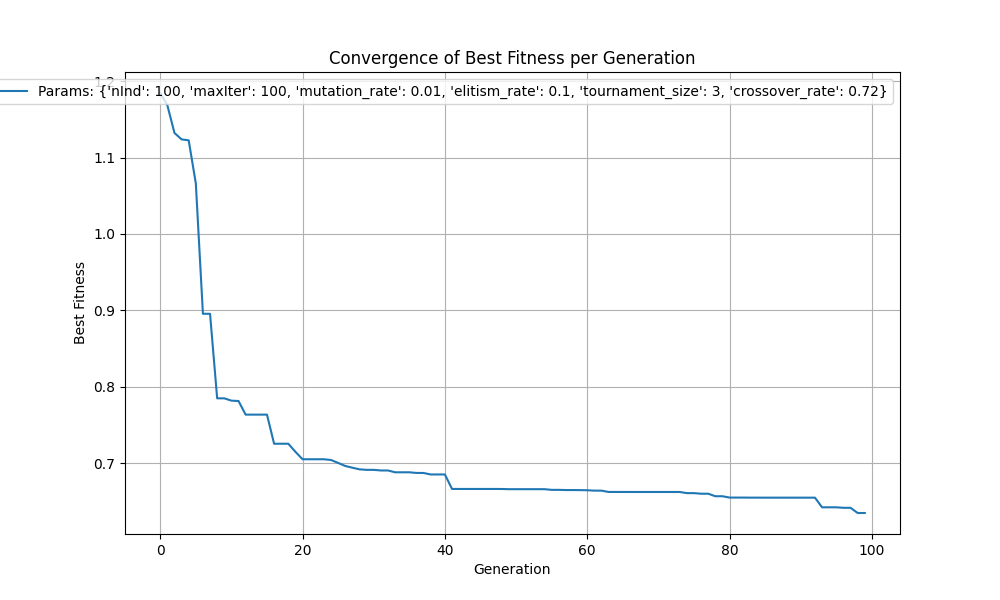 Convergence of Best Fitness per Generation
Params: {'nInd': 100, 'maxIter': 100, 'mutation_rate': 0.01, 'elitism_rate': 0.1, 'tournament_size': 3, 'crossover_rate': 0.72}
1.2
1.1
1.0
0.9
0.8
0.7
Best Fitness
0 20 40 60 80 100
Generation